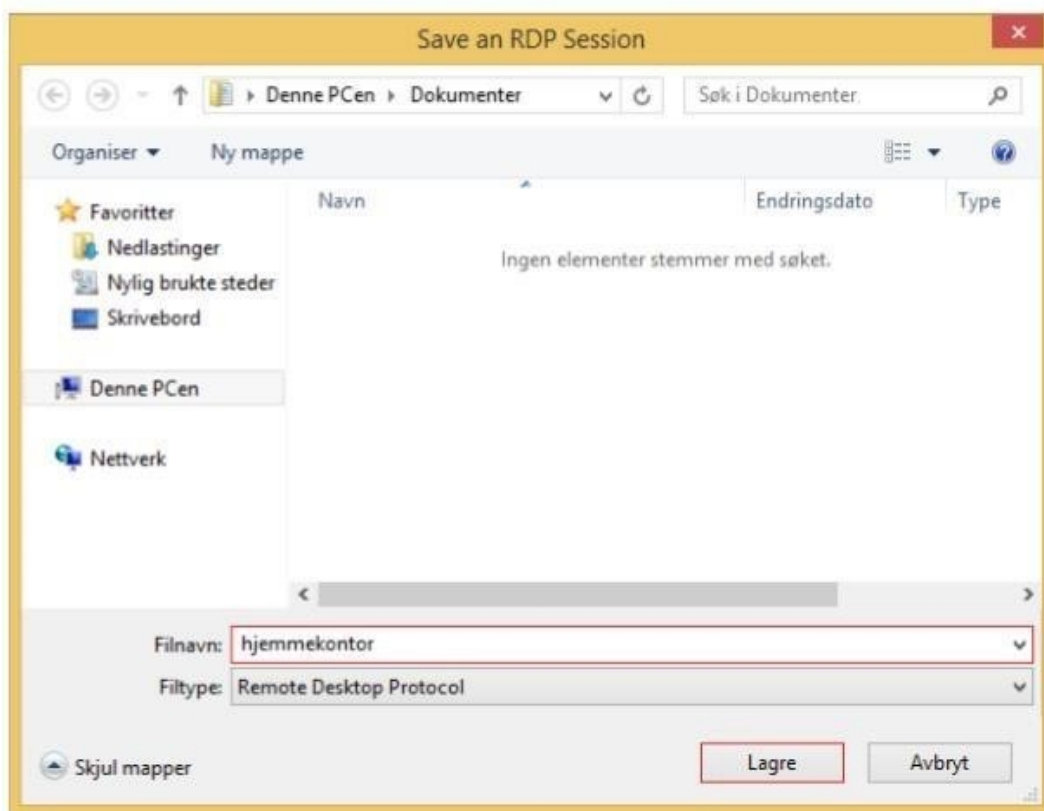 Save an RDP Session
Denne PCen Dokumenter
Søk i Dokumenter
Organiser Ny mappe
Navn Endringsdato Type
Favoritter
Nedlastinger
Nylig brukte steder
Skrivebord
Denne PCen
Nettverk
Ingen elementer stemmer med søket.
Filnavn: hjemmekontor
Filtype: Remote Desktop Protocol
Skjul mapper
Lagre
Avbryt